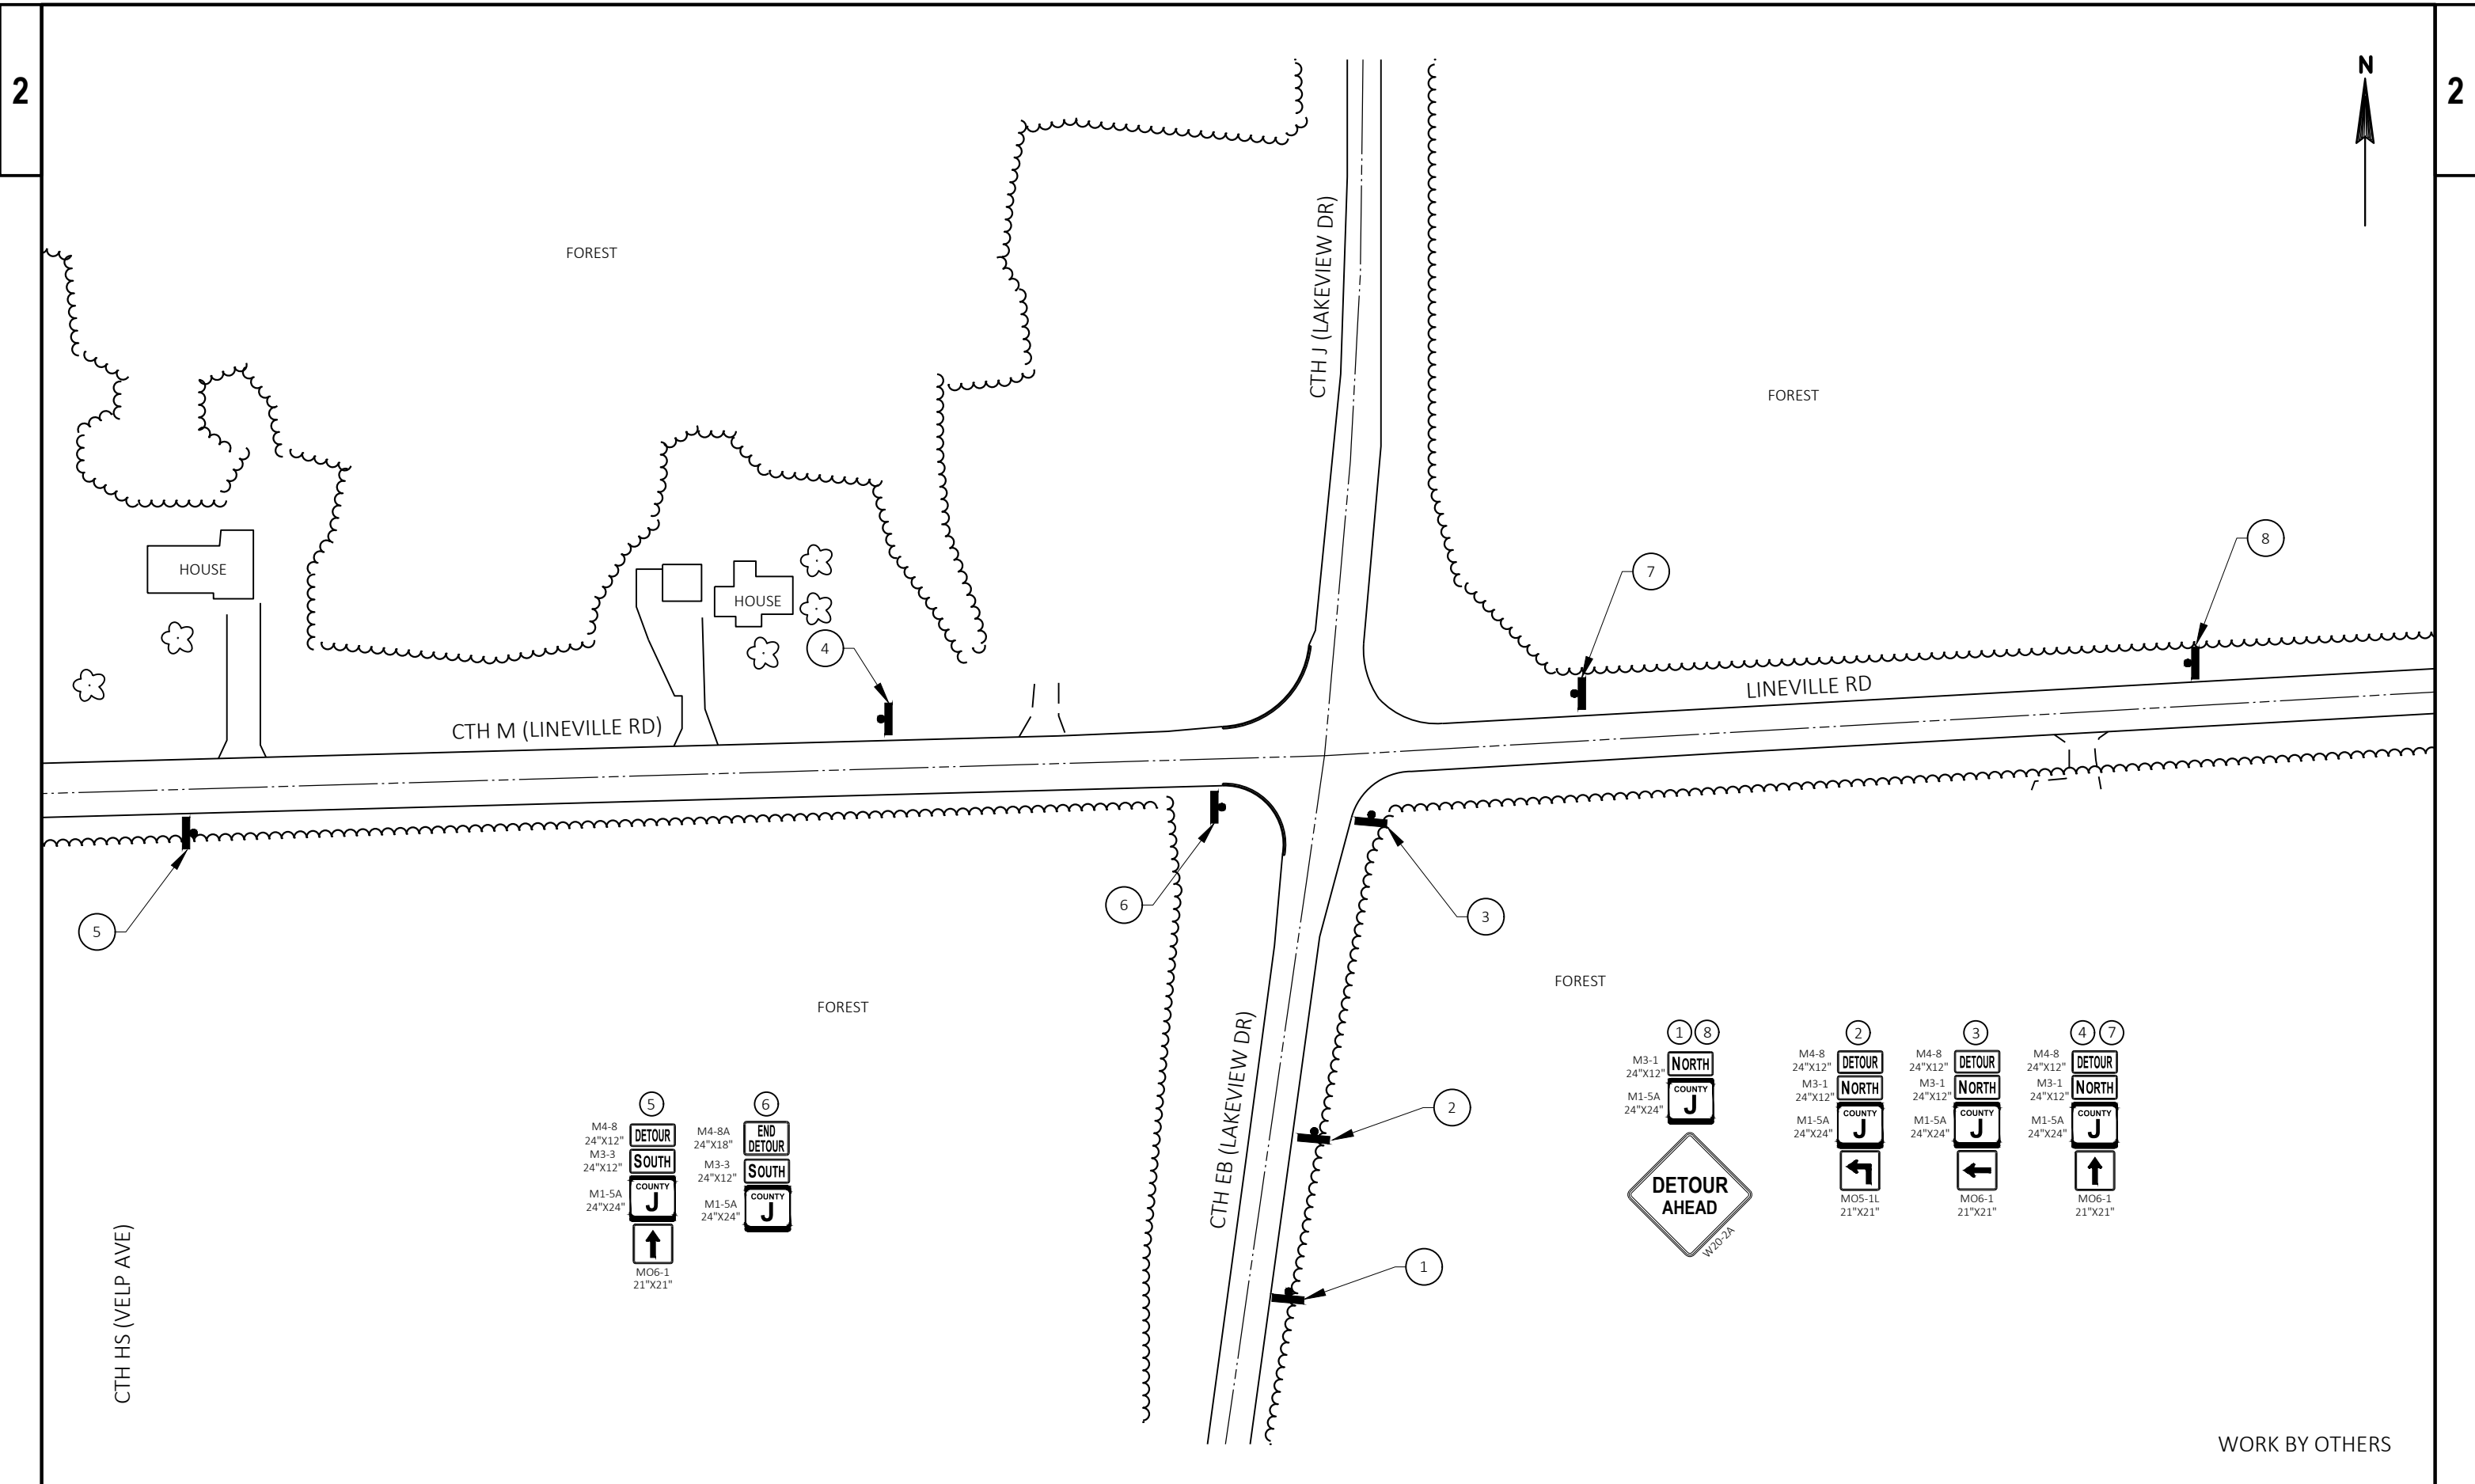 2
2
N
FOREST
CTH J (LAKEVIEW DR)
FOREST
HOUSE
HOUSE
4
7
8
CTH M (LINEVILLE RD)
LINEVILLE RD
5
6
3
FOREST
FOREST
CTH EB (LAKEVIEW DR)
2
1
CTH HS (VELP AVE)
5
M4-8
24"X12"
DETOUR
M3-3
24"X12"
SOUTH
M1-5A
24"X24"
COUNTY
J
MO6-1
21"X21"
6
M4-8A
24"X18"
END
DETOUR
M3-3
24"X12"
SOUTH
M1-5A
24"X24"
COUNTY
J
1 8
M3-1
24"X12"
NORTH
M1-5A
24"X24"
COUNTY
J
DETOUR
AHEAD
W20-2A
2
M4-8
24"X12"
DETOUR
M3-1
24"X12"
NORTH
M1-5A
24"X24"
COUNTY
J
MO5-1L
21"X21"
3
M4-8
24"X12"
DETOUR
M3-1
24"X12"
NORTH
M1-5A
24"X24"
COUNTY
J
MO6-1
21"X21"
4 7
M4-8
24"X12"
DETOUR
M3-1
24"X12"
NORTH
M1-5A
24"X24"
COUNTY
J
MO6-1
21"X21"
WORK BY OTHERS